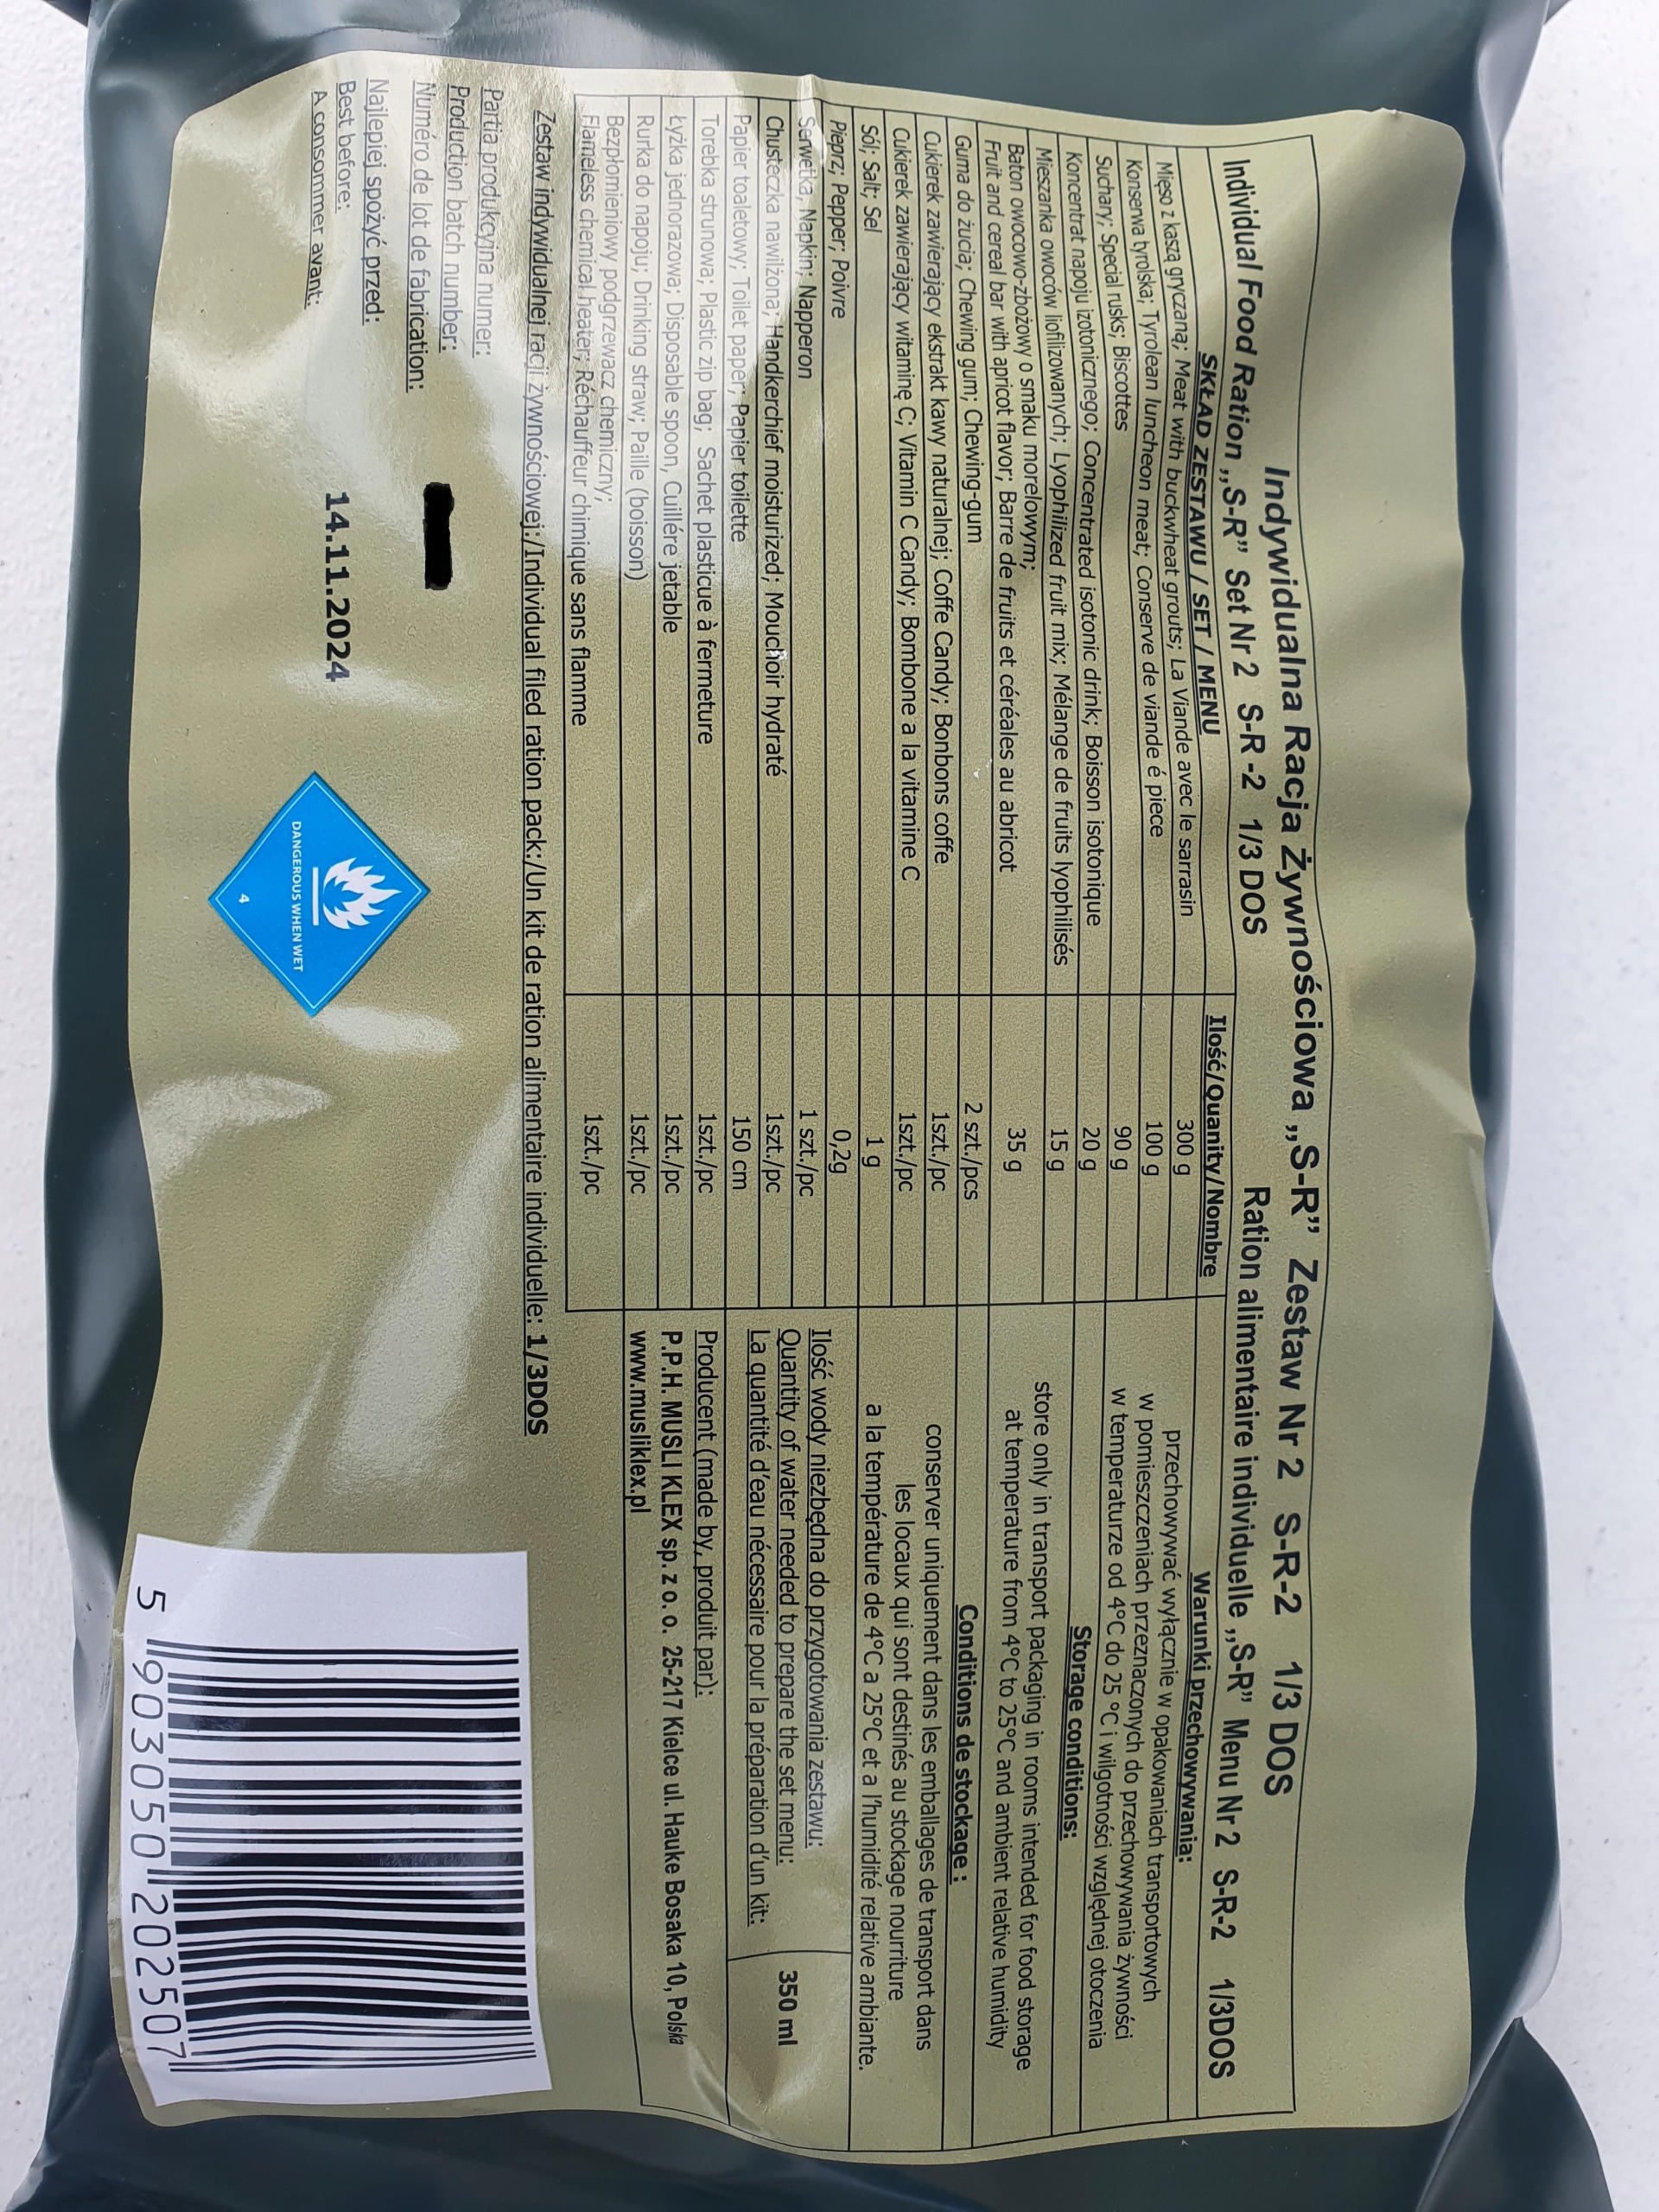 Indywidualna Racja Żywnościowa „S-R” Zestaw Nr 2 S-R-2 1/3 DOS
Individual Food Ration „S-R” Set Nr 2 S-R -2 1/3 DOS Ration alimentaire individuelle „S-R” Menu Nr 2 S-R-2 1/3DOS
SKŁAD ZESTAWU / SET / MENU Ilość/Quanity/Nombre
Mięso z kaszą gryczaną; Meat with buckwheat grouts; La Viande avec le sarrasin 300 g
Konserwa tyrolska; Tyrolean luncheon meat; Conserve de viande é piece 100 g
Suchary; Special rusks; Biscottes 90 g
Koncentrat napoju izotonicznego; Concentrated isotonic drink; Boisson isotonique 20 g
Mieszanka owoców liofilizowanych; Lyophilized fruit mix; Mélange de fruits lyophilisés 15 g
Baton owocowo-zbożowy o smaku morelowym;
Fruit and cereal bar with apricot flavor; Barre de fruits et céréales au abricot 35 g
Guma do żucia; Chewing gum; Chewing-gum 2 szt./pcs
Cukierek zawierający ekstrakt kawy naturalnej; Coffe Candy; Bonbons coffe 1szt./pc
Cukierek zawierający witaminę C; Vitamin C Candy; Bombone a la vitamine C 1szt./pc
Sól; Salt; Sel 1 g
Pieprz; Pepper; Poivre 0,2g
Serwetka; Napkin; Napperon 1 szt./pc
Chusteczka nawilżona; Handkerchief moisturized; Mouchoir hydraté 1szt./pc
Papier toaletowy; Toilet paper; Papier toilette 150 cm
Torebka strunowa; Plastic zip bag; Sachet plasticue à fermeture 1szt./pc
Łyżka jednorazowa; Disposable spoon, Cuillére jetable 1szt./pc
Rurka do napoju; Drinking straw; Paille (boisson) 1szt./pc
Bezpłomieniowy podgrzewacz chemiczny;
Flameless chemical heater; Réchauffeur chimique sans flamme 1szt./pc
Warunki przechowywania:
przechowywać wyłącznie w opakowaniach transportowych
w pomieszczeniach przeznaczonych do przechowywania żywności
w temperaturze od 4°C do 25 °C i wilgotności względnej otoczenia
Storage conditions:
store only in transport packaging in rooms intended for food storage
at temperature from 4°C to 25°C and ambient relative humidity
Conditions de stockage :
conserver uniquement dans les emballages de transport dans
les locaux qui sont destinés au stockage nourriture
a la température de 4°C a 25°C et a l'humidité relative ambiante.
Ilość wody niezbędna do przygotowania zestawu:
Quantity of water needed to prepare the set menu: 350 ml
La quantité d'eau nécessaire pour la préparation d'un kit:
Producent (made by, produit par):
P.P.H. MUSLI KLEX sp. z o. o. 25-217 Kielce ul. Hauke Bosaka 10, Polska
www.musliklex.pl
Zestaw indywidualnej racji żywnościowej:/Individual filed ration pack:/Un kit de ration alimentaire individuelle: 1/3DOS
Partia produkcyjna numer:
Production batch number:
Numéro de lot de fabrication:
Najlepiej spożyć przed:
Best before: 14.11.2024
A consommer avant:
DANGEROUS WHEN WET
4
5 903050 202507